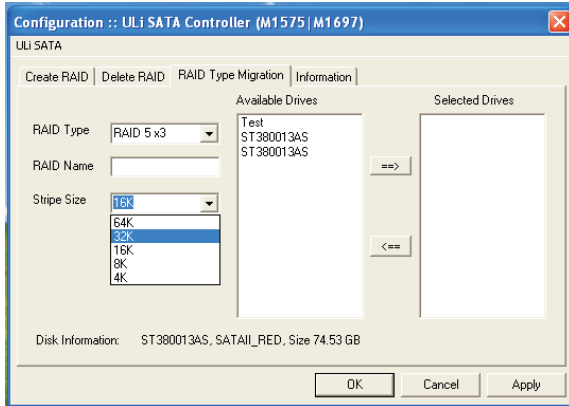 Configuration :: ULi SATA Controller (M1575|M1697)
ULi SATA
Create RAID
Delete RAID
RAID Type Migration
Information
Available Drives
Selected Drives
RAID Type
RAID 5 x3
RAID Name
Stripe Size
16K
64K
32K
16K
8K
4K
Test
ST380013AS
ST380013AS
==>
<==
Disk Information: ST380013AS, SATAII_RED, Size 74.53 GB
OK
Cancel
Apply